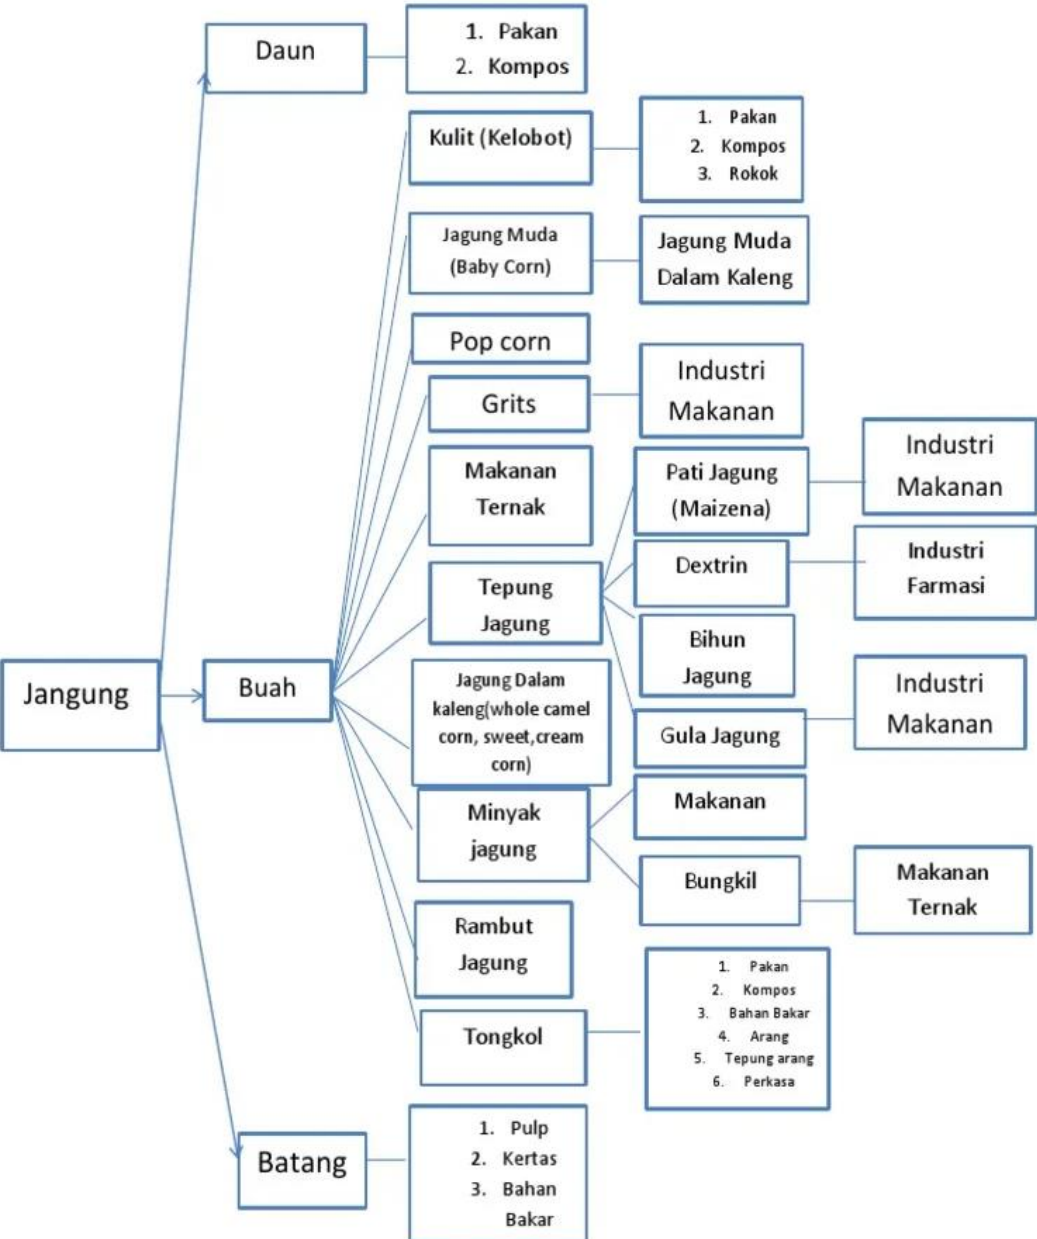 Daun
1. Pakan
2. Kompos
Kulit (Kelobot)
1. Pakan
2. Kompos
3. Rokok
Jagung Muda
(Baby Corn)
Jagung Muda
Dalam Kaleng
Pop corn
Grits
Industri
Makanan
Makanan
Ternak
Pati Jagung
(Maizena)
Industri
Makanan
Dextrin
Industri
Farmasi
Tepung
Jagung
Bihun
Jagung
Jangung
Buah
Jagung Dalam
kaleng(whole camel
corn, sweet,cream
corn)
Gula Jagung
Industri
Makanan
Minyak
jagung
Makanan
Bungkil
Makanan
Ternak
Rambut
Jagung
Tongkol
1. Pakan
2. Kompos
3. Bahan Bakar
4. Arang
5. Tepung arang
6. Perkasa
Batang
1. Pulp
2. Kertas
3. Bahan
Bakar